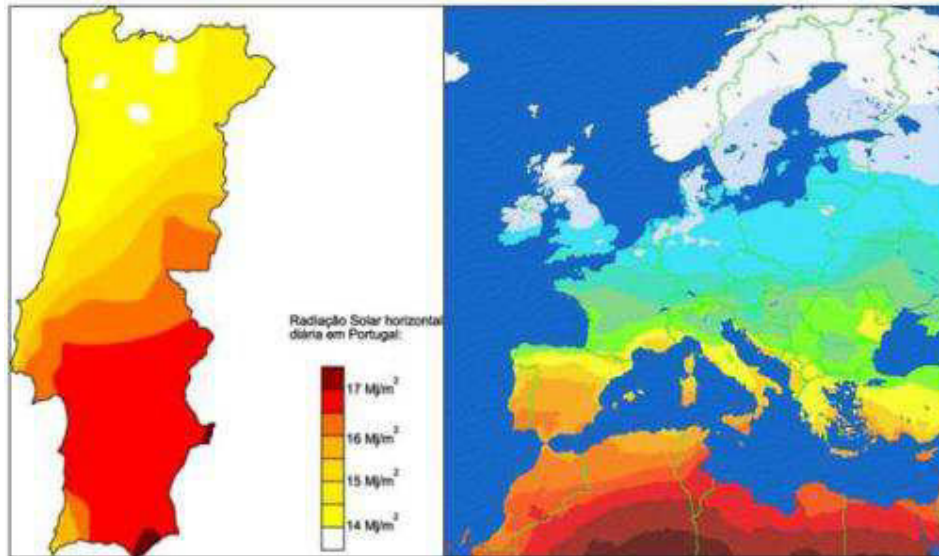 Radiação Solar horizontal
diária em Portugal:
17 Mj/m²
16 Mj/m²
15 Mj/m²
14 Mj/m²